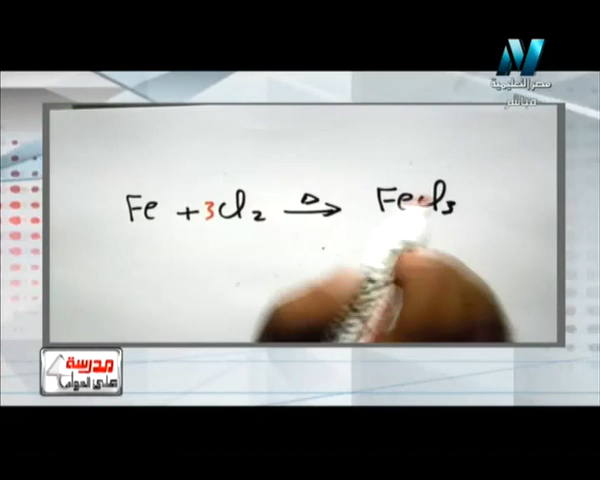 مصر التعليمية
مباشر
Fe + 3Cl₂ →Δ FeCl₃
مدرسة
على الهواء